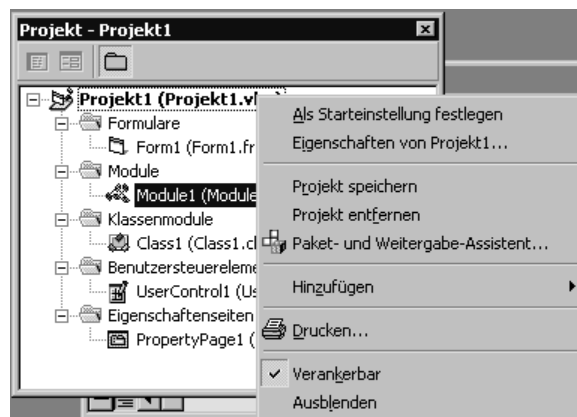 Projekt - Projekt1
Projekt1 (Projekt1.
Formulare
Form1 (Form1.fr
Module
Module1 (Module
Klassenmodule
Class1 (Class1.cl
Benutzersteuereleme
UserControl1 (Us
Eigenschaftenseiten
PropertyPage1 (
Als Starteinstellung festlegen
Eigenschaften von Projekt1...
Projekt speichern
Projekt entfernen
Paket- und Weitergabe-Assistent...
Hinzufügen
Drucken...
Verankerbar
Ausblenden